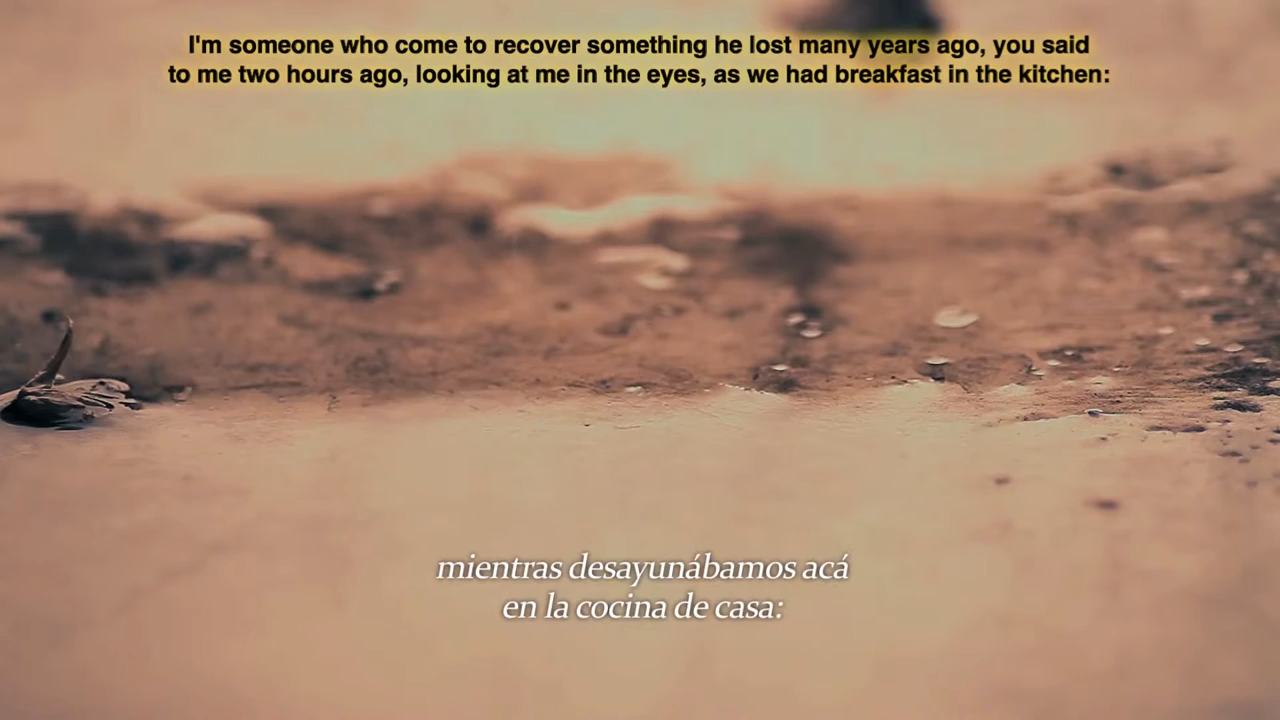 I'm someone who come to recover something he lost many years ago, you said
to me two hours ago, looking at me in the eyes, as we had breakfast in the kitchen:
mientras desayunábamos acá
en la cocina de casa: